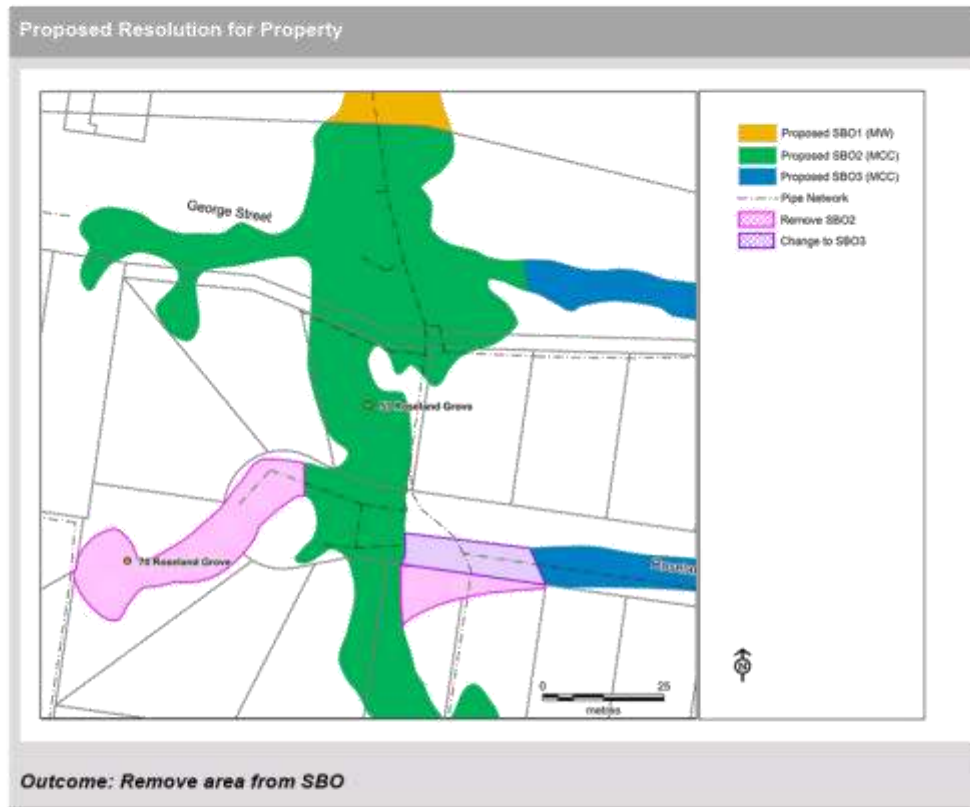 Proposed Resolution for Property
Proposed SBO1 (MW)
Proposed SBO2 (MCC)
Proposed SBO3 (MCC)
Pipe Network
Remove SBO2
Change to SBO3
George Street
Roseland Grove
Roseland Grove
N
0 25
metres
Outcome: Remove area from SBO